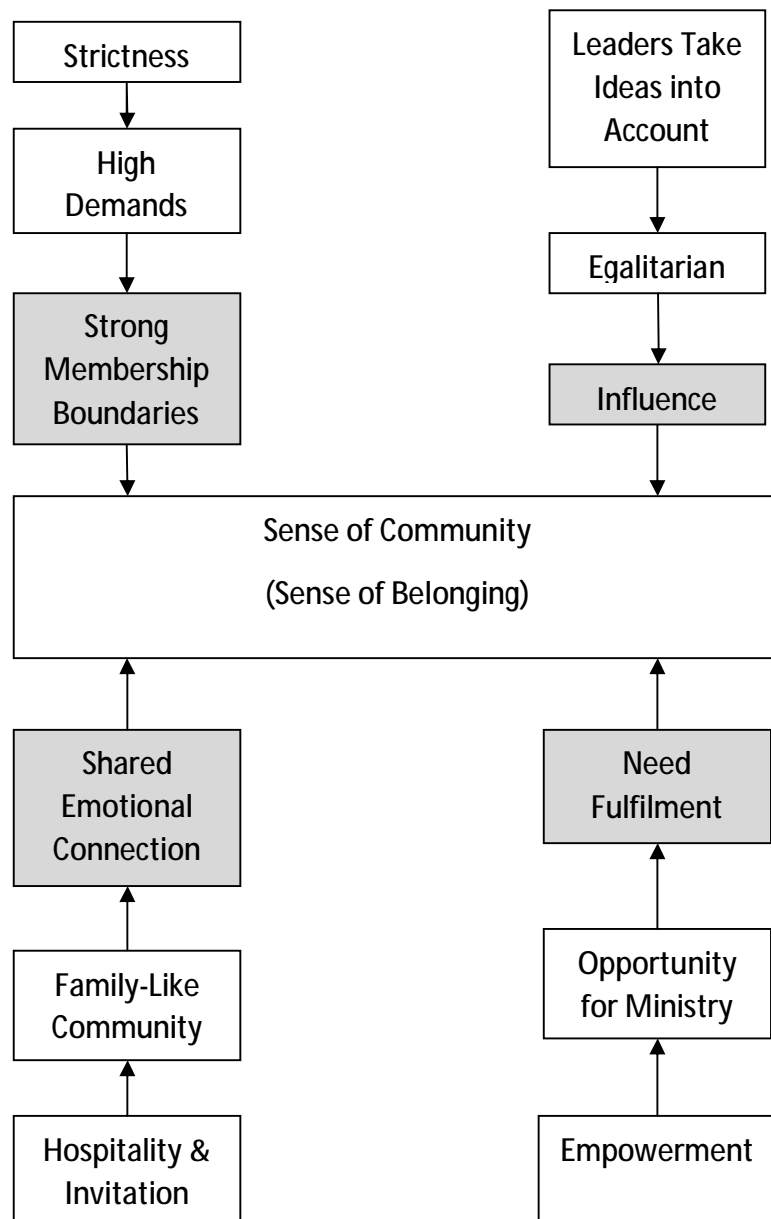 Strictness
High
Demands
Strong
Membership
Boundaries
Leaders Take
Ideas into
Account
Egalitarian
Influence
Sense of Community
(Sense of Belonging)
Shared
Emotional
Connection
Family-Like
Community
Hospitality &
Invitation
Need
Fulfilment
Opportunity
for Ministry
Empowerment